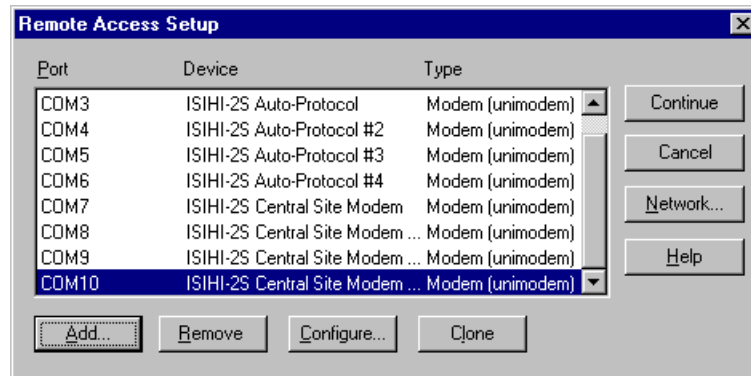 Remote Access Setup
Port Device Type
COM3 ISIHI-2S Auto-Protocol Modem (unimodem)
COM4 ISIHI-2S Auto-Protocol #2 Modem (unimodem)
COM5 ISIHI-2S Auto-Protocol #3 Modem (unimodem)
COM6 ISIHI-2S Auto-Protocol #4 Modem (unimodem)
COM7 ISIHI-2S Central Site Modem Modem (unimodem)
COM8 ISIHI-2S Central Site Modem ... Modem (unimodem)
COM9 ISIHI-2S Central Site Modem ... Modem (unimodem)
COM10 ISIHI-2S Central Site Modem ... Modem (unimodem)
Continue
Cancel
Network...
Help
Add... Remove Configure... Clone